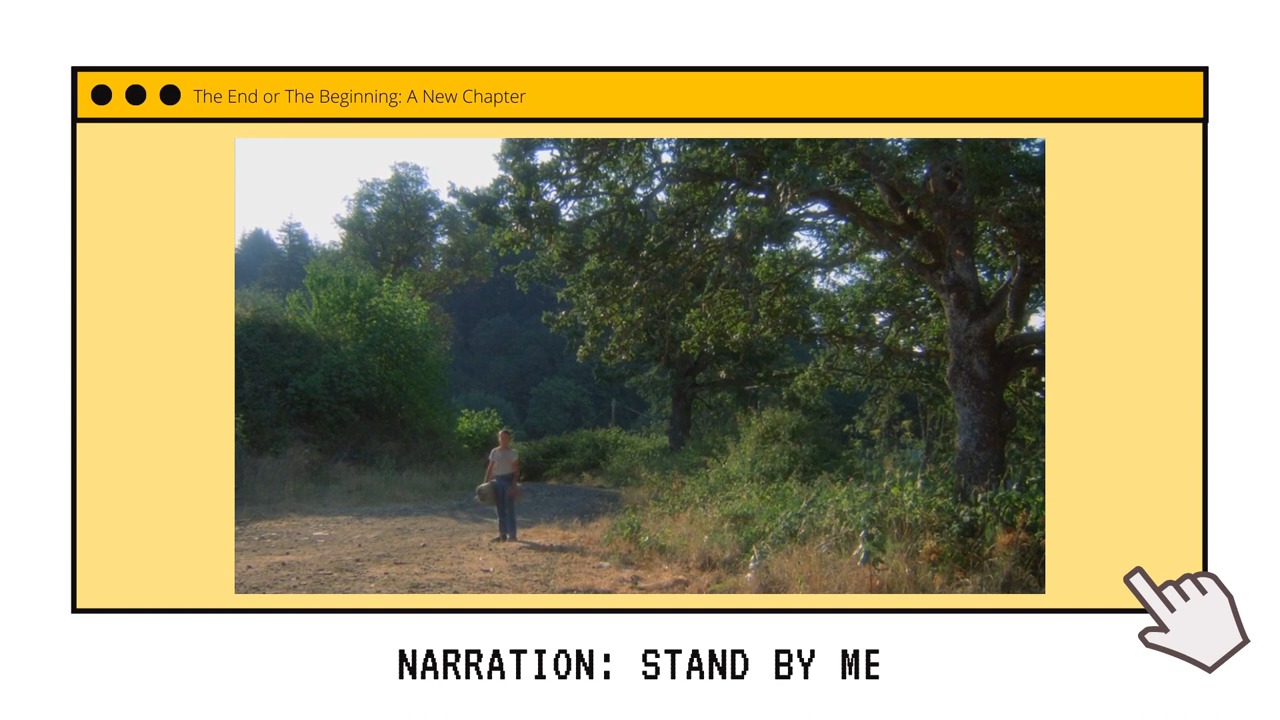 The End or The Beginning: A New Chapter
NARRATION: STAND BY ME